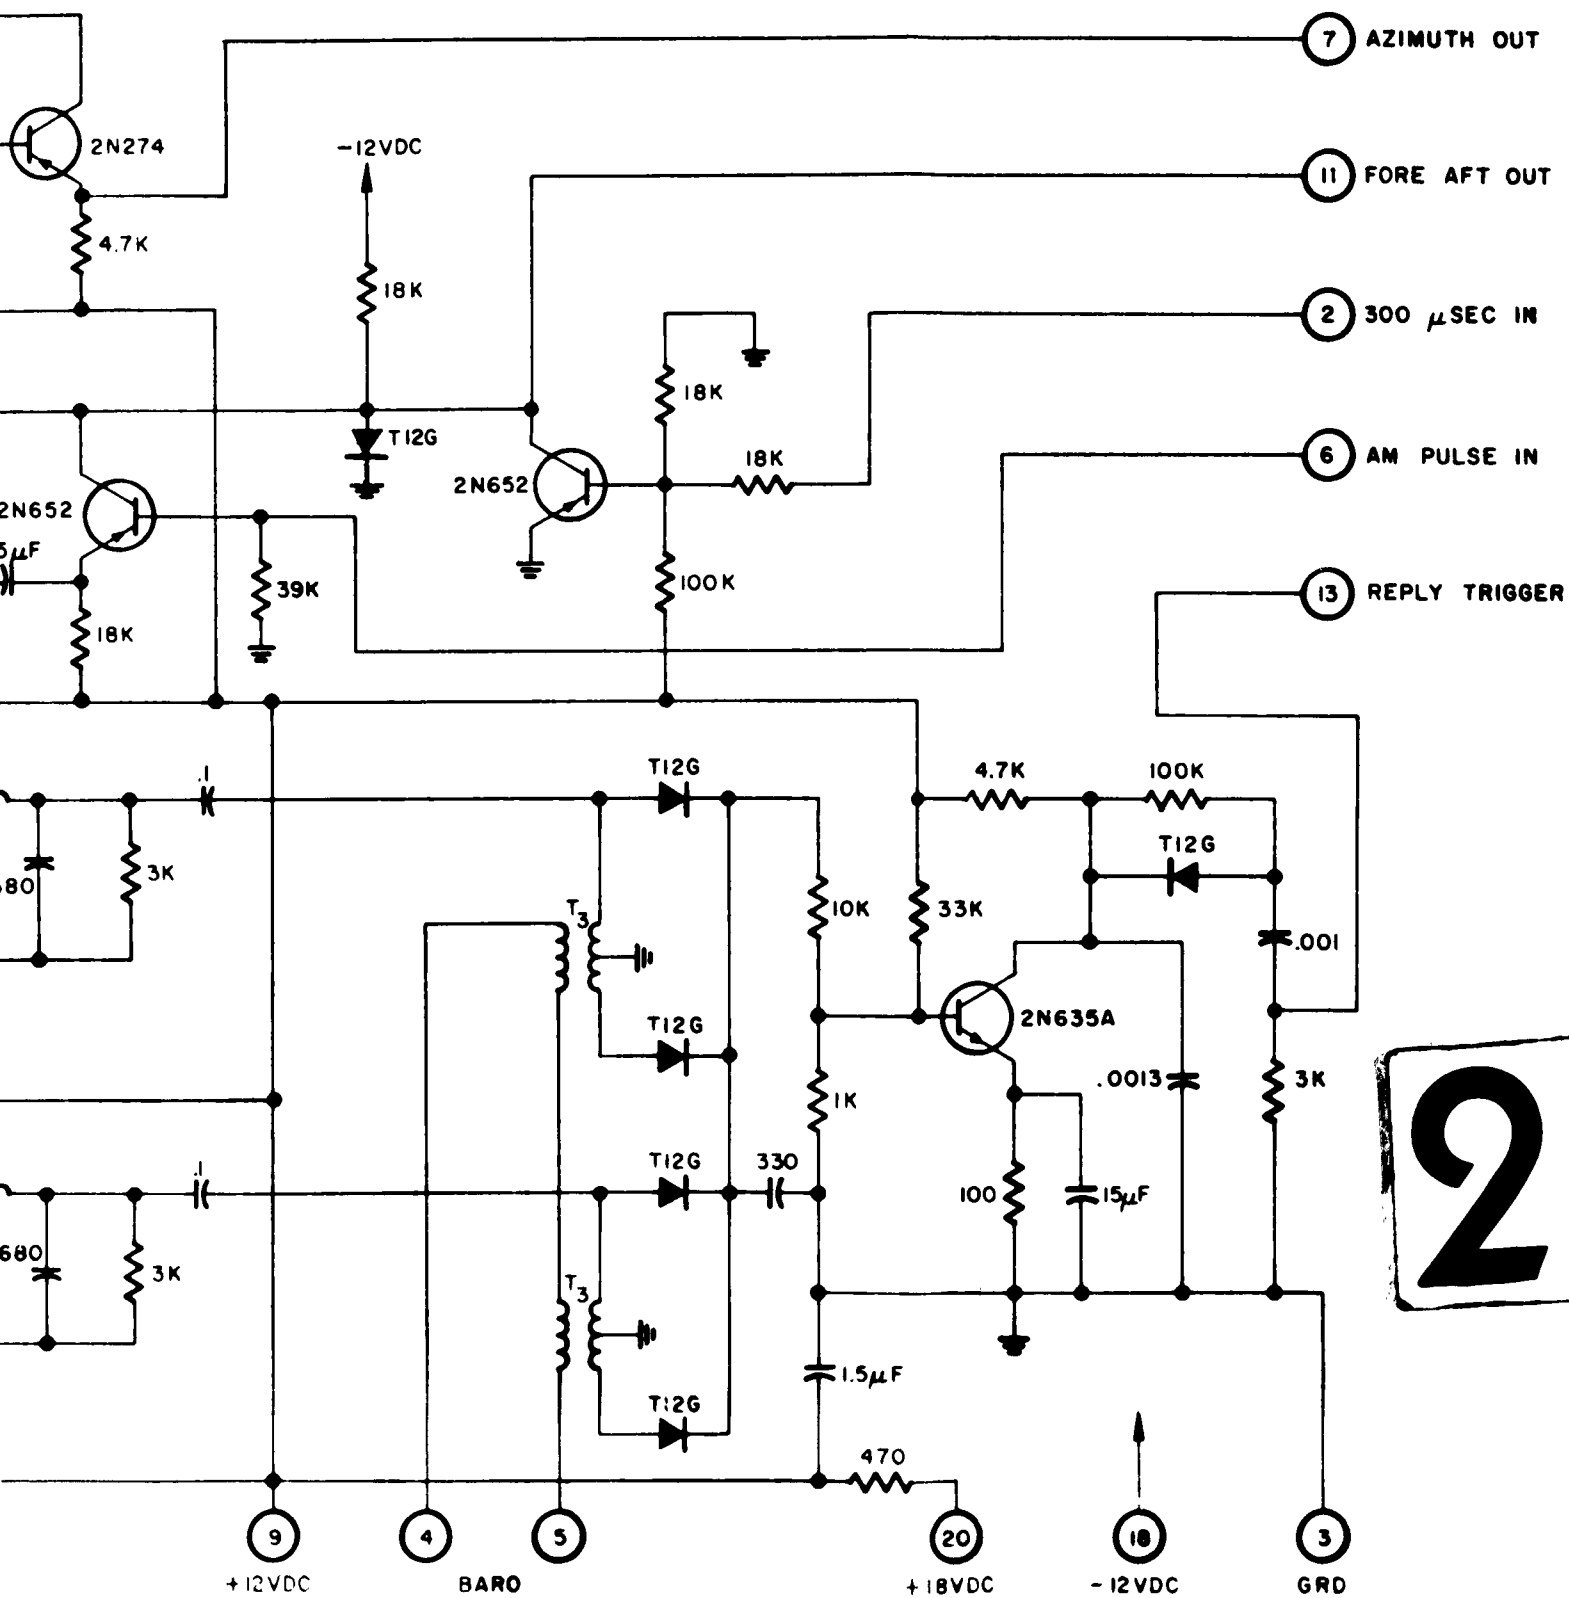 7 AZIMUTH OUT
2N274
-12VDC
11 FORE AFT OUT
4.7K
18K
2 300 μSEC IN
18K
T12G
18K
6 AM PULSE IN
2N652
2N652
5μF
39K
100K
13 REPLY TRIGGER
18K
T12G
4.7K
100K
.1
T12G
680
3K
T3
10K
33K
.001
T12G
2N635A
.0013
3K
1K
2
.1
T12G
330
100
15μF
680
3K
T3
1.5μF
T12G
470
9
4
5
20
18
3
+12VDC
BARO
+18VDC
-12VDC
GRD